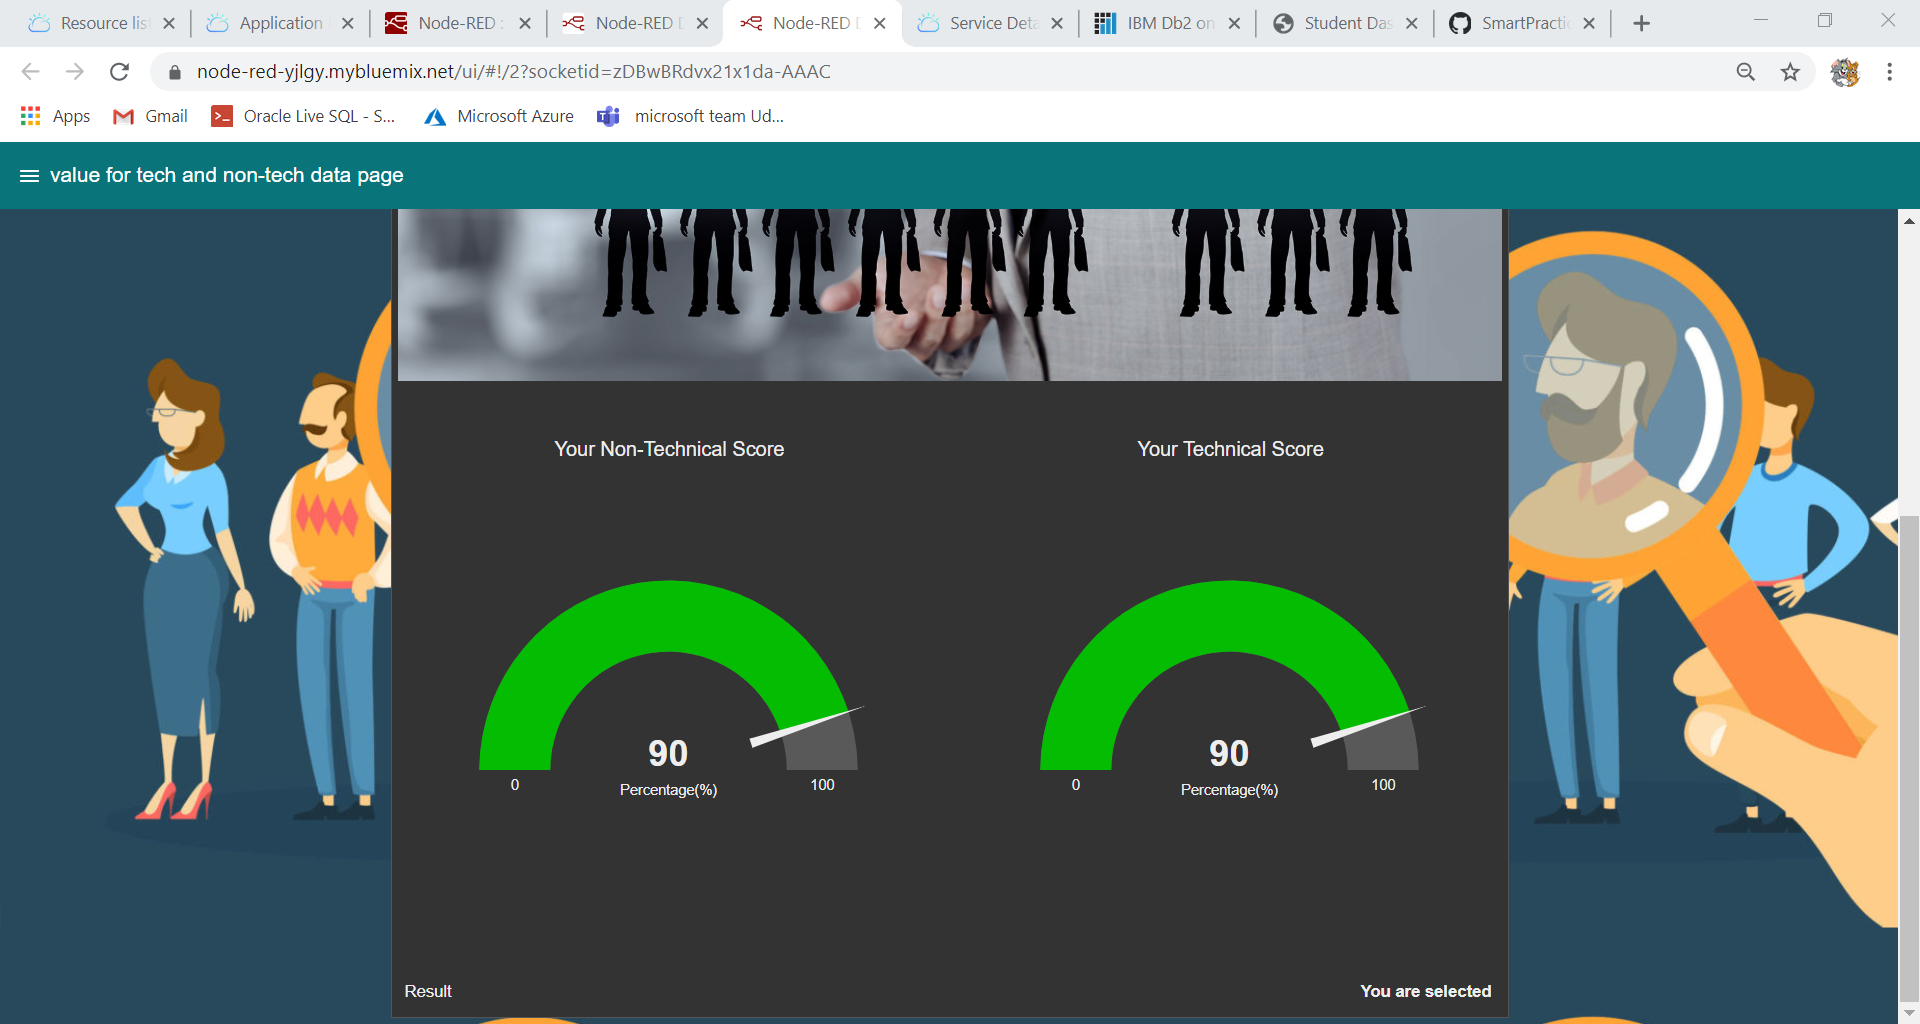 Resource list
Application
Node-RED :
Node-RED D
Node-RED D
Service Deta
IBM Db2 on
Student Das
SmartPractic
node-red-yjlgy.mybluemix.net/ui/#!/2?socketid=zDBwBRdvx21x1da-AAAC
Apps
Gmail
Oracle Live SQL - S...
Microsoft Azure
microsoft team Ud...
value for tech and non-tech data page
Your Non-Technical Score
Your Technical Score
90
Percentage(%)
0
100
90
Percentage(%)
0
100
Result
You are selected